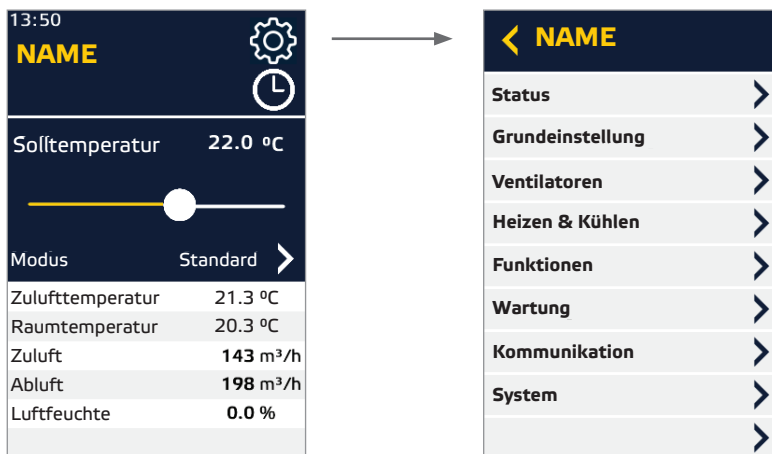 13:50
NAME
Solltemperatur 22.0 ºC
Modus Standard
Zulufttemperatur 21.3 ºC
Raumtemperatur 20.3 ºC
Zuluft 143 m³/h
Abluft 198 m³/h
Luftfeuchte 0.0 %
NAME
Status
Grundeinstellung
Ventilatoren
Heizen & Kühlen
Funktionen
Wartung
Kommunikation
System